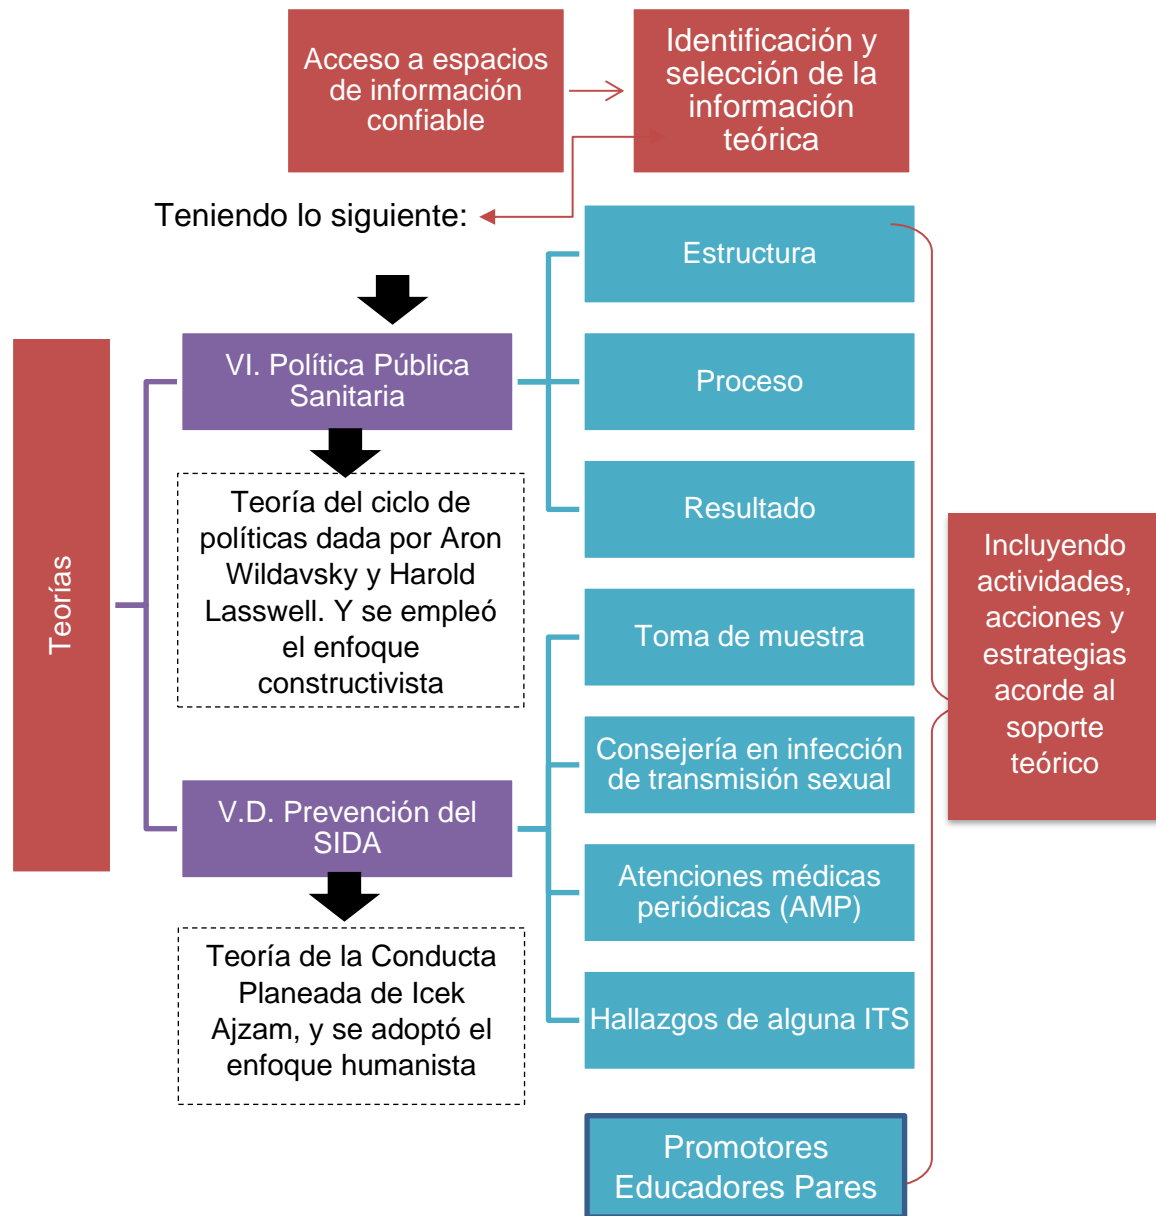 Acceso a espacios
de información
confiable
Identificación y
selección de la
información
teórica
Teniendo lo siguiente:
Teorías
VI. Política Pública
Sanitaria
Teoría del ciclo de
políticas dada por Aron
Wildavsky y Harold
Lasswell. Y se empleó
el enfoque
constructivista
V.D. Prevención del
SIDA
Teoría de la Conducta
Planeada de Icek
Ajzam, y se adoptó el
enfoque humanista
Estructura
Proceso
Resultado
Toma de muestra
Consejería en infección
de transmisión sexual
Atenciones médicas
periódicas (AMP)
Hallazgos de alguna ITS
Promotores
Educadores Pares
Incluyendo
actividades,
acciones y
estrategias
acorde al
soporte
teórico